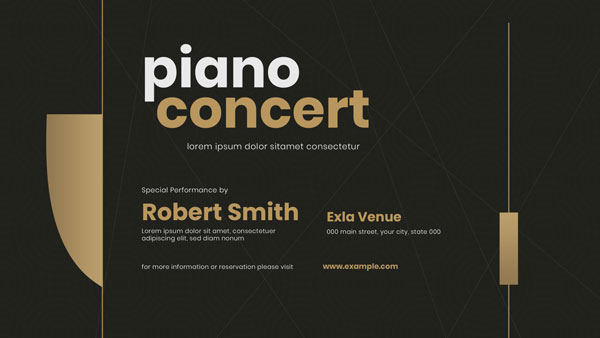 piano
concert
lorem ipsum dolor sitamet consectetur
Special Performance by
Robert Smith
Lorem ipsum dolor sit amet, consectetuer
adipiscing elit, sed diam nonum
Exla Venue
000 main street, your city, state 000
for more information or reservation please visit
www.example.com